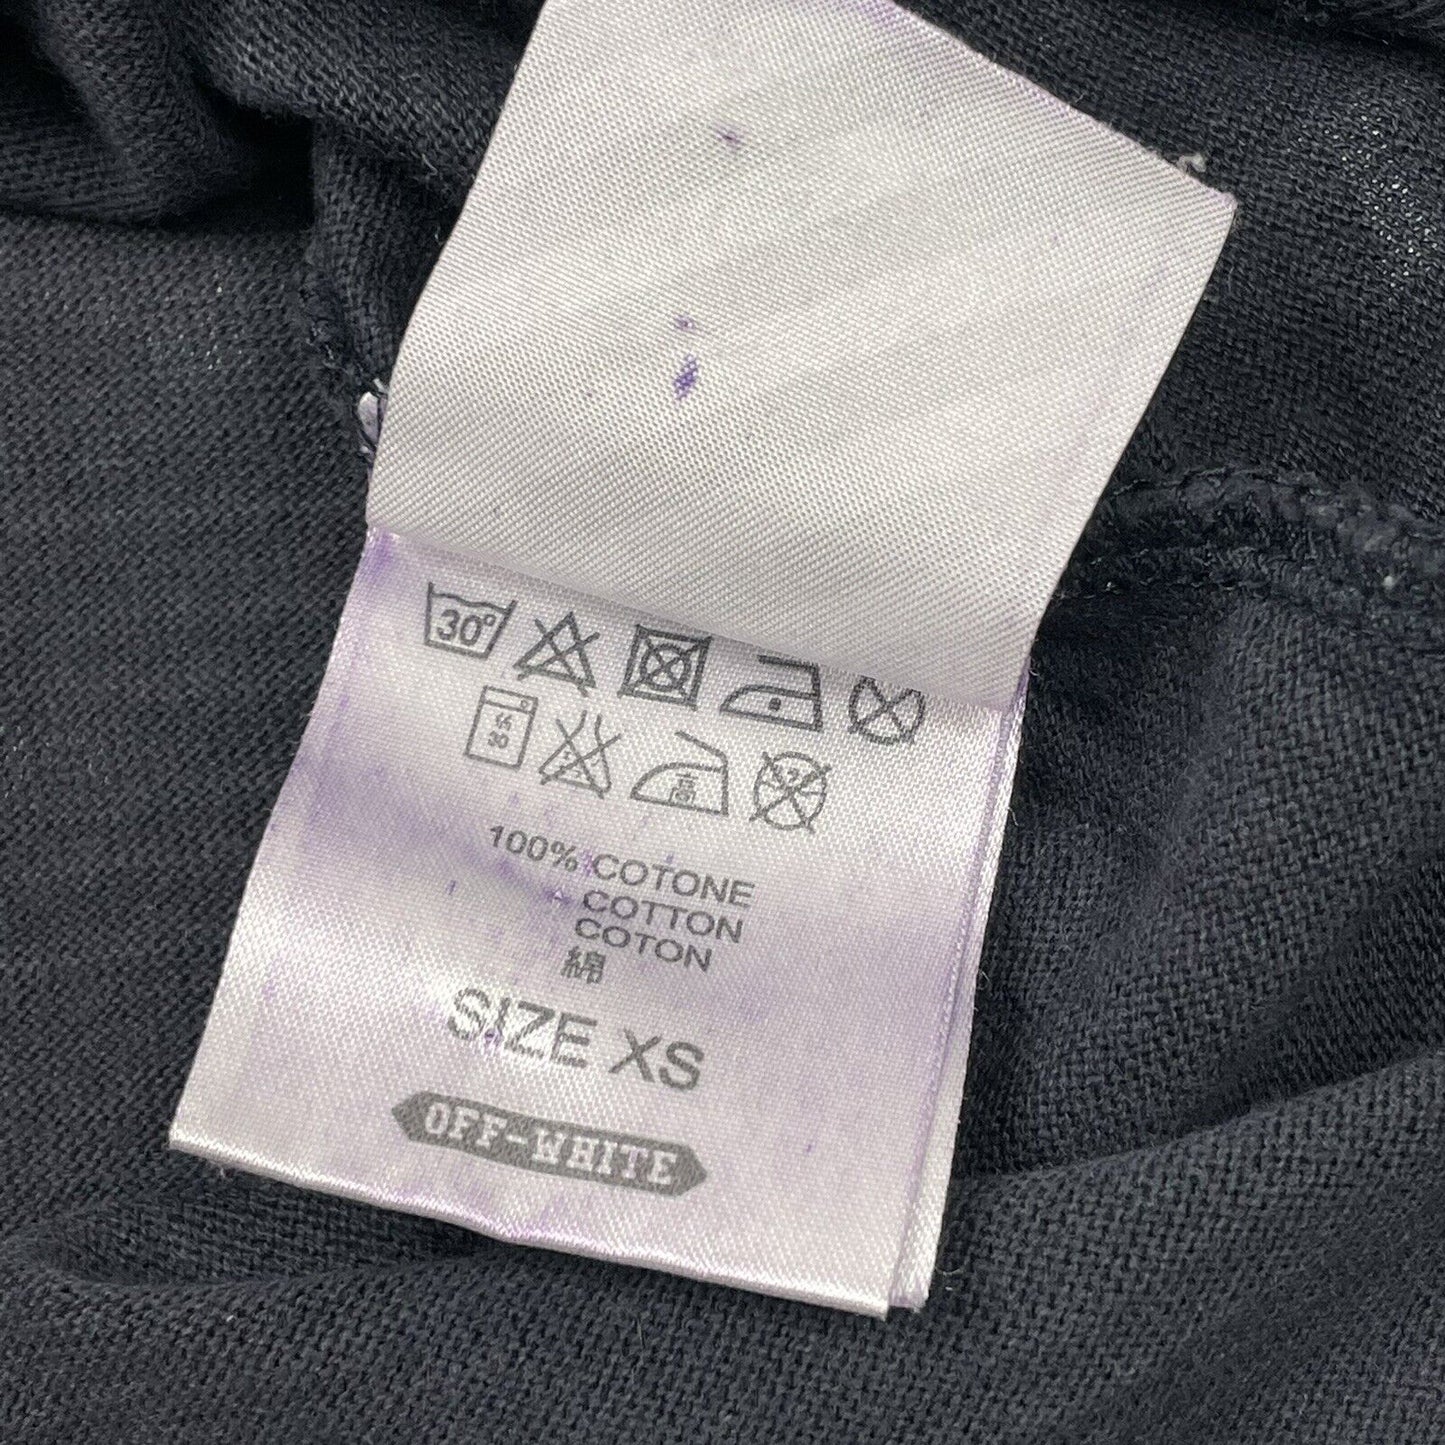 30°
100% COTONE
COTTON
COTON
綿
SIZE XS
OFF-WHITE